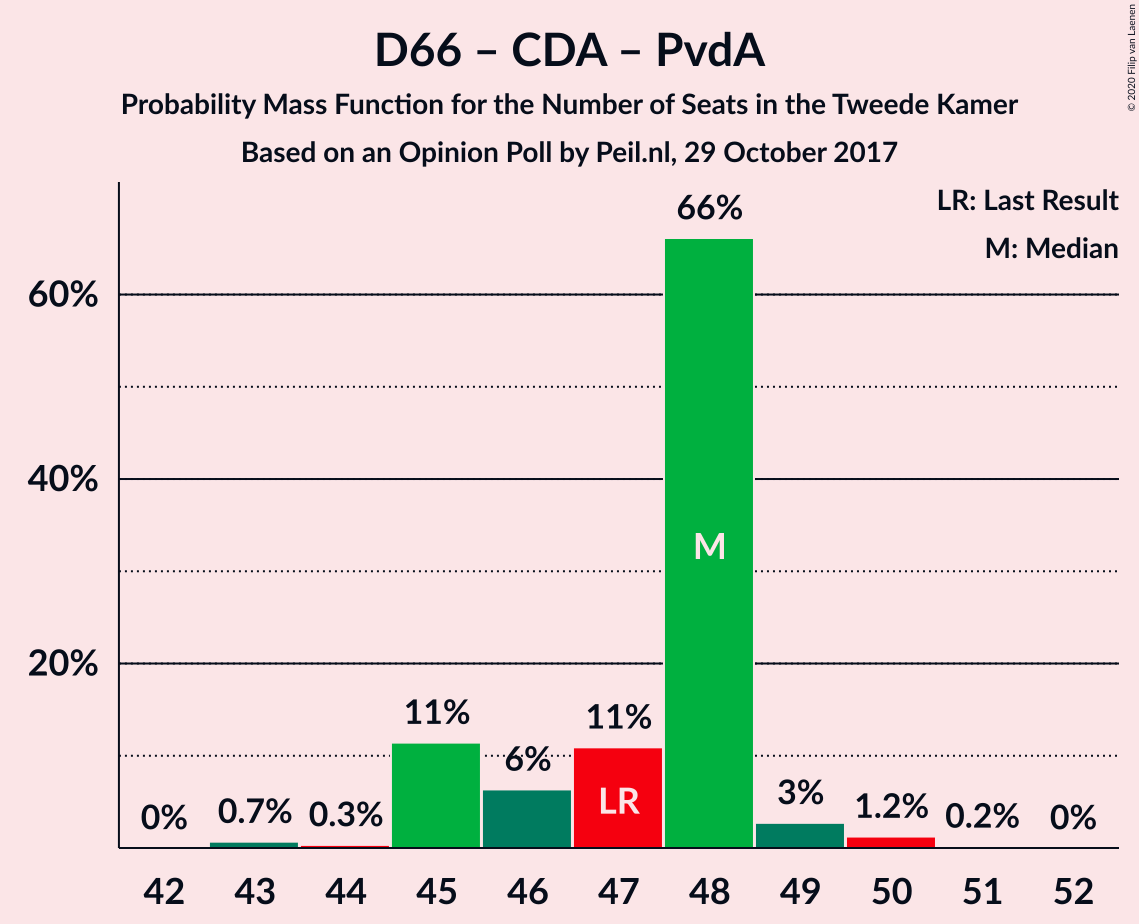 D66 – CDA – PvdA
Probability Mass Function for the Number of Seats in the Tweede Kamer
Based on an Opinion Poll by Peil.nl, 29 October 2017
© 2020 Filip van Laenen
LR: Last Result
M: Median
60%
40%
20%
0%
0.7%
0.3%
11%
6%
11%
66%
3%
1.2%
0.2%
0%
LR
M
42 43 44 45 46 47 48 49 50 51 52